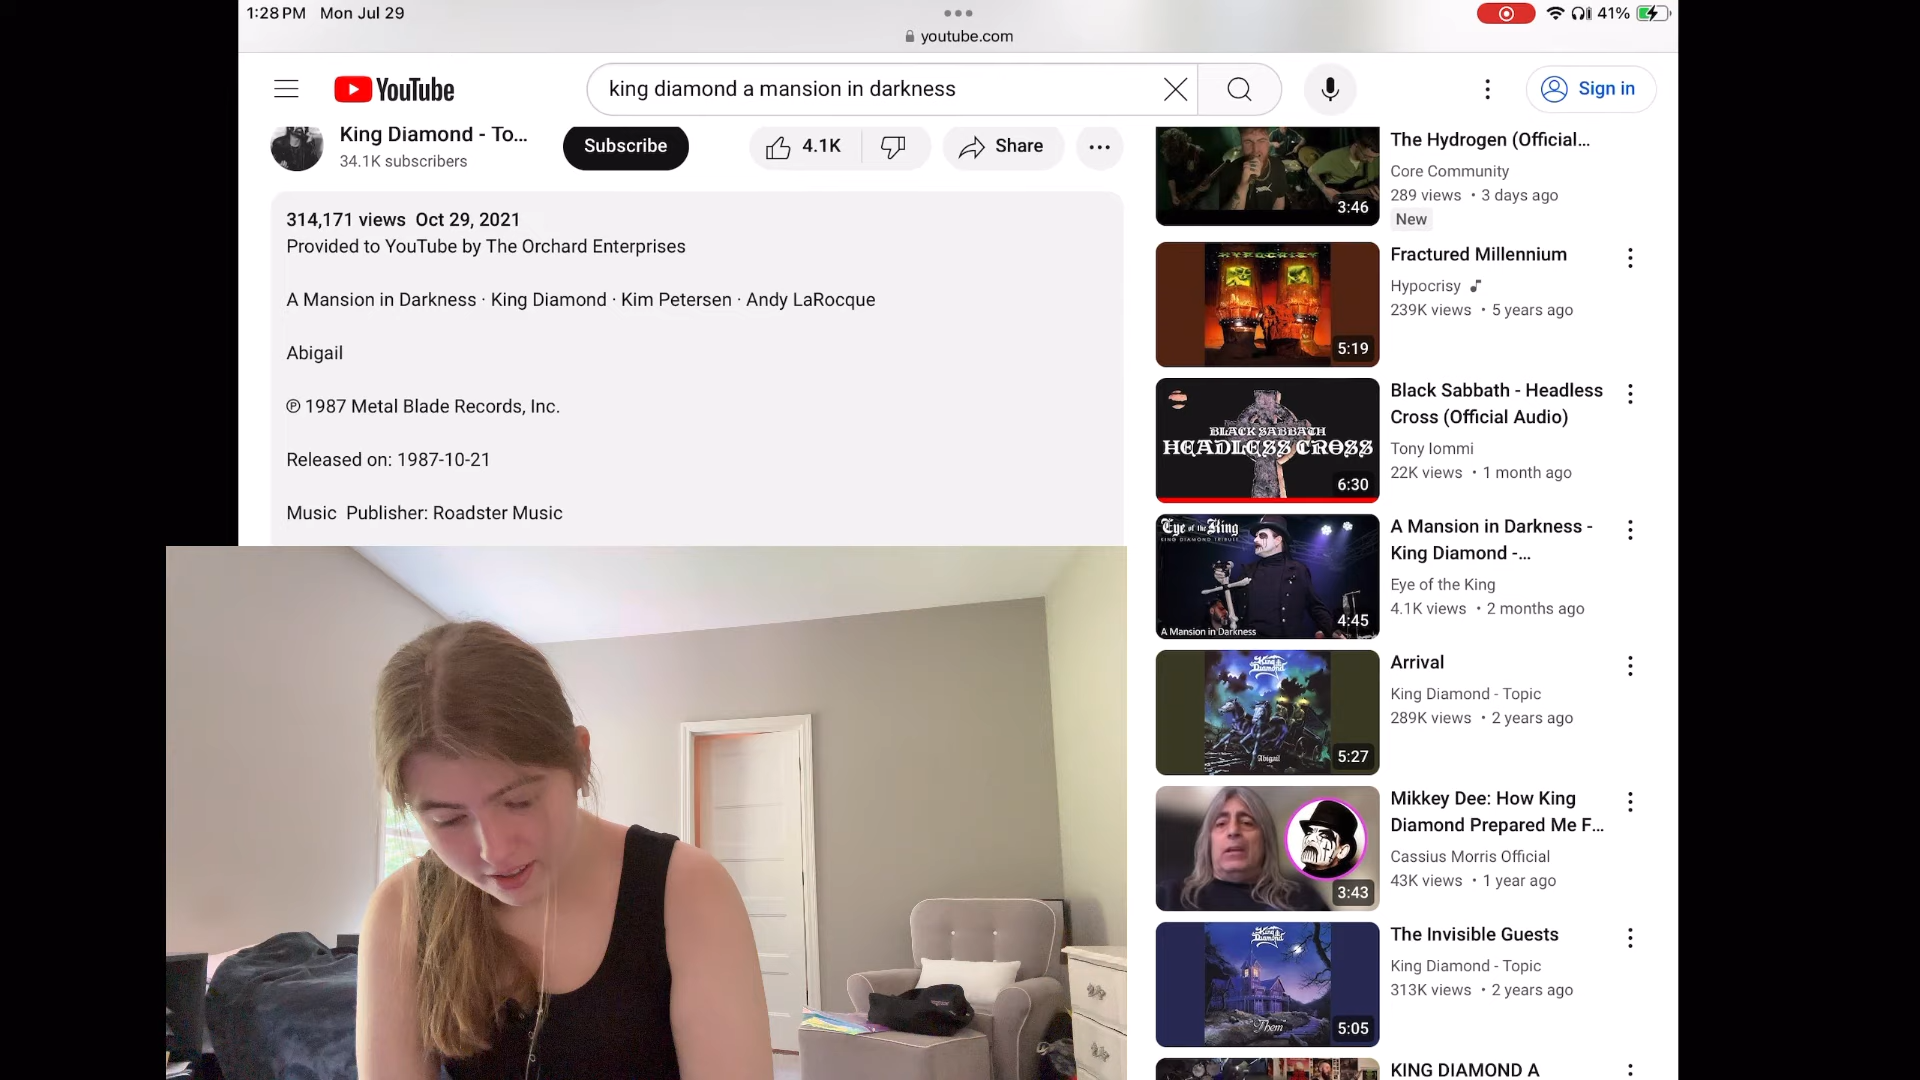 1:28 PM Mon Jul 29
41%
youtube.com
YouTube
king diamond a mansion in darkness
Sign in
King Diamond - To...
34.1K subscribers
Subscribe
4.1K
Share
314,171 views Oct 29, 2021
Provided to YouTube by The Orchard Enterprises
A Mansion in Darkness · King Diamond · Kim Petersen · Andy LaRocque
Abigail
℗ 1987 Metal Blade Records, Inc.
Released on: 1987-10-21
Music Publisher: Roadster Music
3:46
The Hydrogen (Official...
Core Community
289 views • 3 days ago
New
HYPOCRISY
5:19
Fractured Millennium
Hypocrisy
239K views • 5 years ago
BLACK SABBATH
HEADLESS CROSS
6:30
Black Sabbath - Headless
Cross (Official Audio)
Tony Iommi
22K views • 1 month ago
Eye of the King
KING DIAMOND TRIBUTE
A Mansion in Darkness
4:45
A Mansion in Darkness -
King Diamond -...
Eye of the King
4.1K views • 2 months ago
King Diamond
Abigail
5:27
Arrival
King Diamond - Topic
289K views • 2 years ago
3:43
Mikkey Dee: How King
Diamond Prepared Me F...
Cassius Morris Official
43K views • 1 year ago
King Diamond
"Them"
5:05
The Invisible Guests
King Diamond - Topic
313K views • 2 years ago
KING DIAMOND A